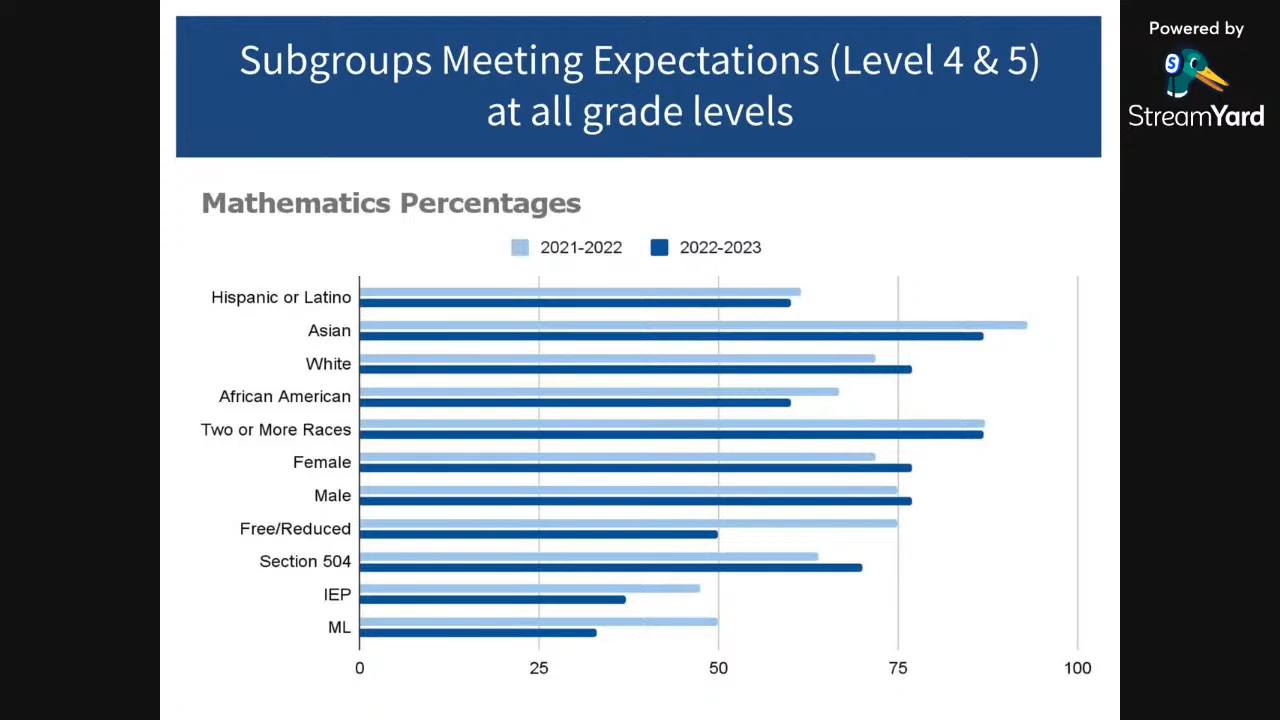 Subgroups Meeting Expectations (Level 4 & 5)
at all grade levels
Powered by
S
StreamYard
Mathematics Percentages
2021-2022 2022-2023
Hispanic or Latino
Asian
White
African American
Two or More Races
Female
Male
Free/Reduced
Section 504
IEP
ML
0 25 50 75 100